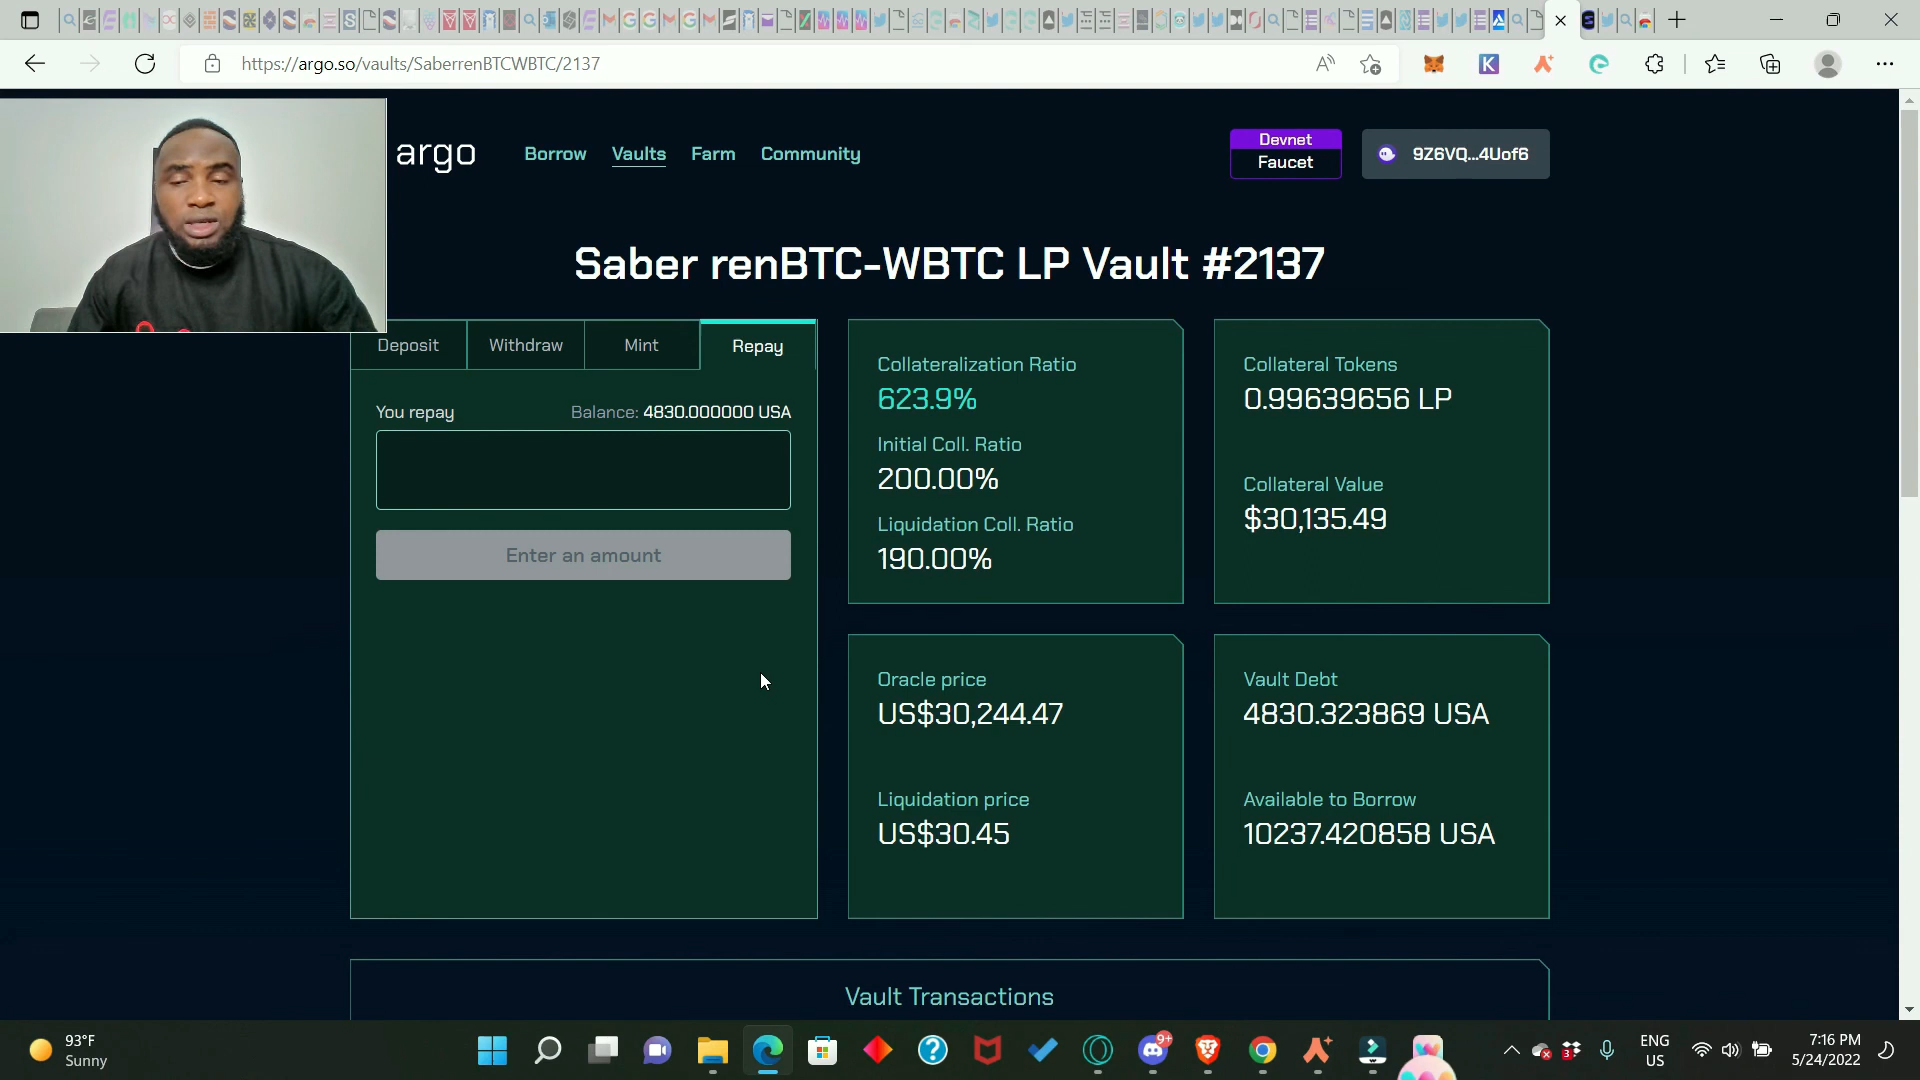 https://argo.so/vaults/SaberrenBTCWBTC/2137
argo
Borrow
Vaults
Farm
Community
Devnet
Faucet
9Z6VQ...4Uof6
Saber renBTC-WBTC LP Vault #2137
Deposit
Withdraw
Mint
Repay
You repay
Balance: 4830.000000 USA
Enter an amount
Collateralization Ratio
623.9%
Initial Coll. Ratio
200.00%
Liquidation Coll. Ratio
190.00%
Collateral Tokens
0.99639656 LP
Collateral Value
$30,135.49
Oracle price
US$30,244.47
Liquidation price
US$30.45
Vault Debt
4830.323869 USA
Available to Borrow
10237.420858 USA
Vault Transactions
93°F
Sunny
9+
3
ENG
US
7:16 PM
5/24/2022